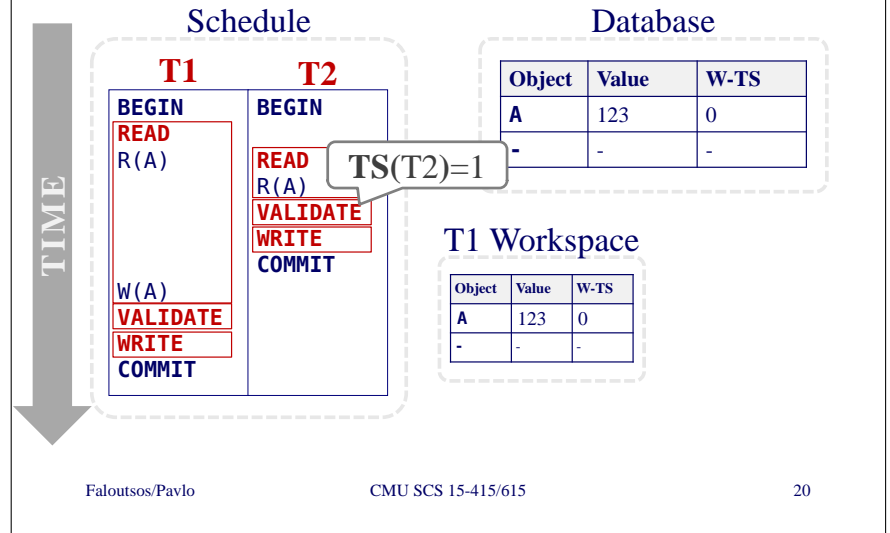 Schedule
T1 T2
BEGIN BEGIN
READ
R(A) READ
R(A)
VALIDATE
WRITE
COMMIT
W(A)
VALIDATE
WRITE
COMMIT
TS(T2)=1
TIME
Database
Object Value W-TS
A 123 0
- - -
T1 Workspace
Object Value W-TS
A 123 0
- - -
Faloutsos/Pavlo CMU SCS 15-415/615 20